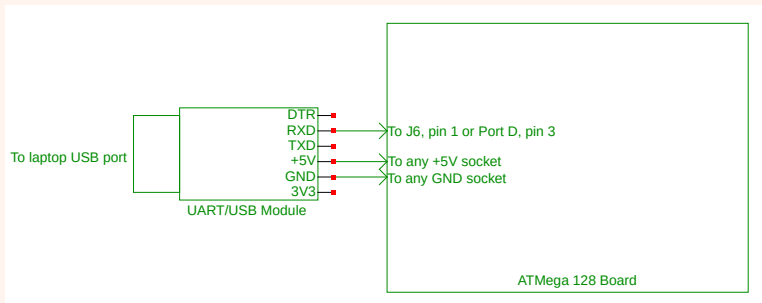 DTR
RXD
To J6, pin 1 or Port D, pin 3
TXD
To laptop USB port
+5V
To any +5V socket
GND
To any GND socket
3V3
UART/USB Module
ATMega 128 Board